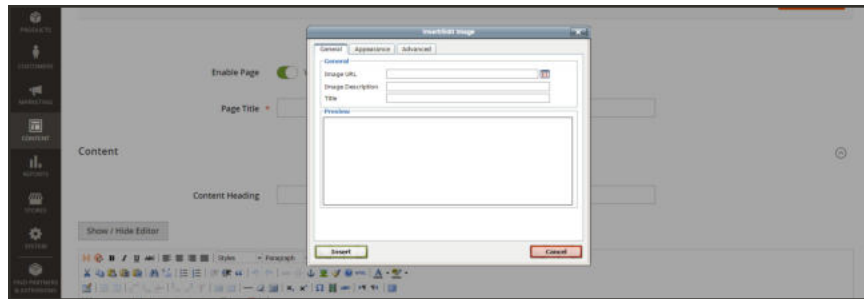 PRODUCTS
CUSTOMERS
MARKETING
CONTENT
REPORTS
STORES
SYSTEM
FIND PARTNERS
& EXTENSIONS
Enable Page
Page Title *
Content
Content Heading
Show / Hide Editor
B I U ABC Styles Paragraph
Insert/Edit Image
General Appearance Advanced
General
Image URL
Image Description
Title
Preview
Insert Cancel